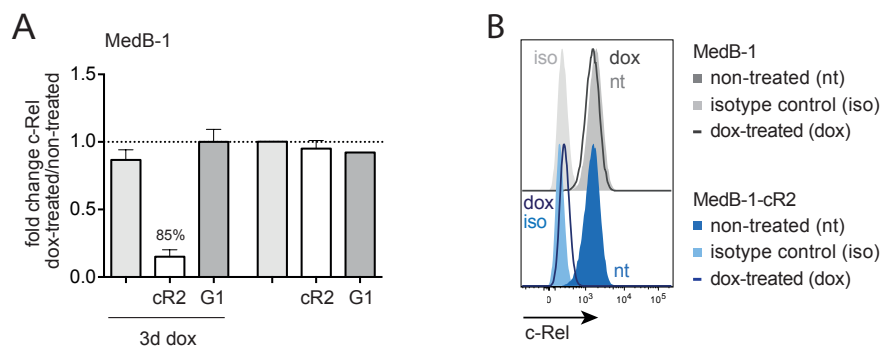 A
MedB-1
fold change c-Rel
dox-treated/non-treated
1.5
1.0
0.5
0.0
85%
cR2 G1 cR2 G1
3d dox
B
iso dox
nt
dox
iso
nt
0 10³ 10⁴ 10⁵
c-Rel
MedB-1
non-treated (nt)
isotype control (iso)
dox-treated (dox)
MedB-1-cR2
non-treated (nt)
isotype control (iso)
dox-treated (dox)